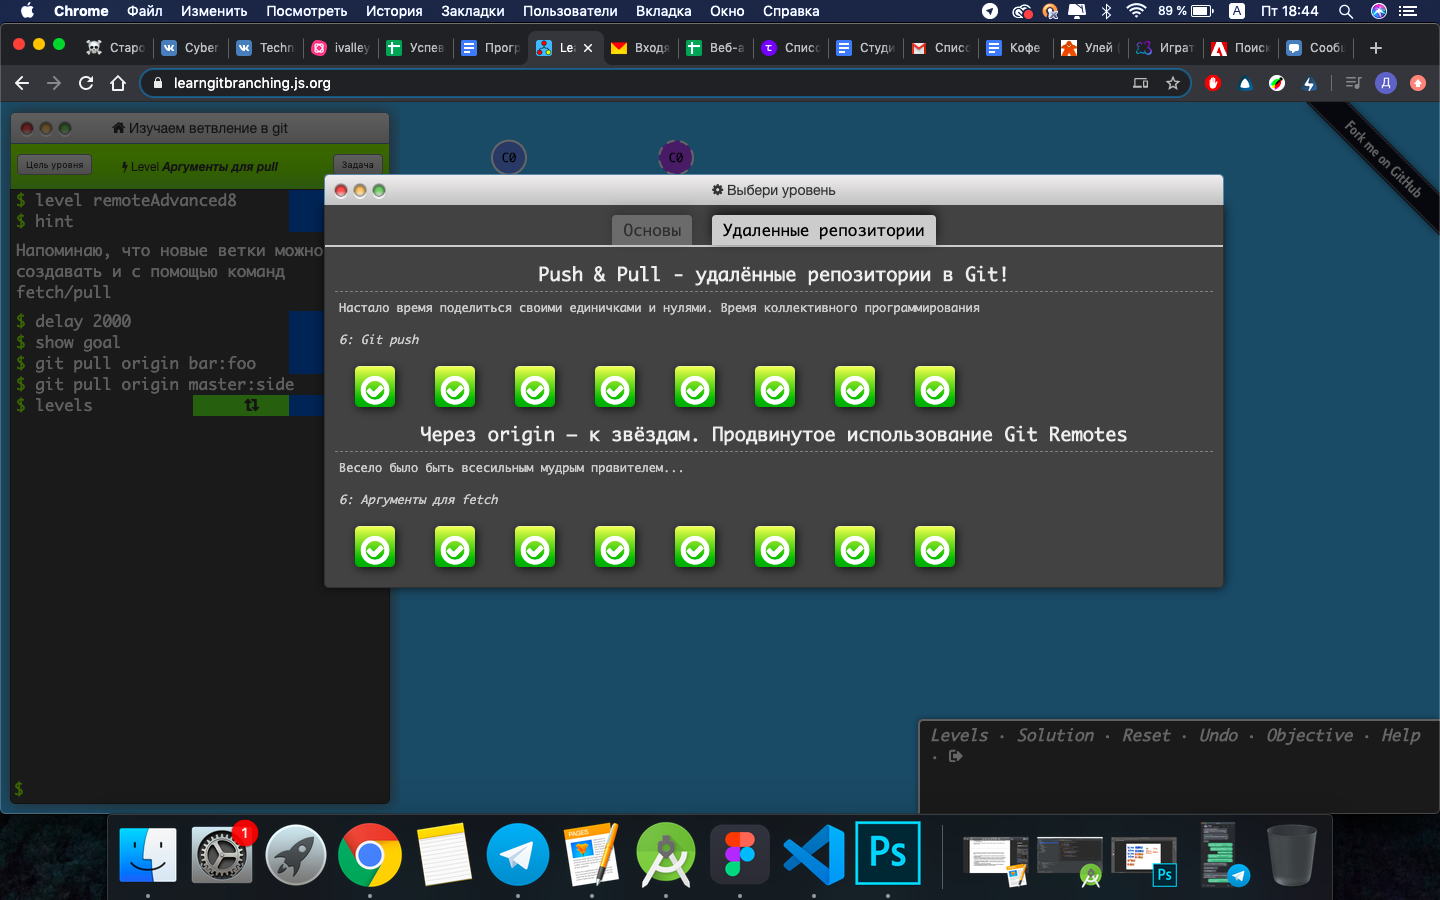 Chrome Файл Изменить Посмотреть История Закладки Пользователи Вкладка Окно Справка 89 % A Пт 18:44
Старо Cyber Techn ivalley Успев Прогр Lea Входя Веб-а Списо Студи Списо Кофе Улей ( Играт Поиск Сообщ
learngitbranching.js.org
Д
Изучаем ветвление в git
Цель уровня
Level Аргументы для pull
Задача
$ level remoteAdvanced8
$ hint
Напоминаю, что новые ветки можно
создавать и с помощью команд
fetch/pull
$ delay 2000
$ show goal
$ git pull origin bar:foo
$ git pull origin master:side
$ levels
$
C0
C0
Fork me on GitHub
Выбери уровень
Основы
Удаленные репозитории
Push & Pull - удалённые репозитории в Git!
Настало время поделиться своими единичками и нулями. Время коллективного программирования
6: Git push
Через origin – к звёздам. Продвинутое использование Git Remotes
Весело было быть всесильным мудрым правителем...
6: Аргументы для fetch
Levels · Solution · Reset · Undo · Objective · Help
·
1
PAGES
Ps
Ps